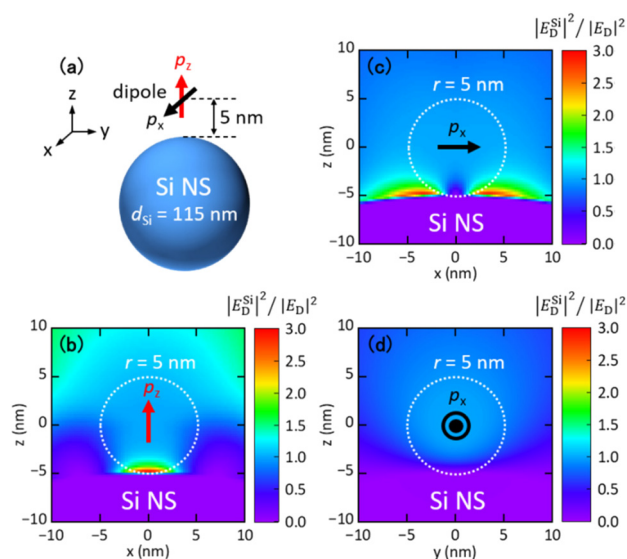 (a)
p_z
dipole
5 nm
p_x
z
y
x
Si NS
d_Si = 115 nm
|E_D^Si|²/|E_D|²
(c)
r = 5 nm
p_x
Si NS
z (nm)
10
5
0
−5
−10
−10
−5
0
5
10
x (nm)
3.0
2.5
2.0
1.5
1.0
0.5
0.0
|E_D^Si|²/|E_D|²
(b)
r = 5 nm
p_z
Si NS
z (nm)
10
5
0
−5
−10
−10
−5
0
5
10
x (nm)
3.0
2.5
2.0
1.5
1.0
0.5
0.0
|E_D^Si|²/|E_D|²
(d)
r = 5 nm
p_x
Si NS
z (nm)
10
5
0
−5
−10
−10
−5
0
5
10
y (nm)
3.0
2.5
2.0
1.5
1.0
0.5
0.0